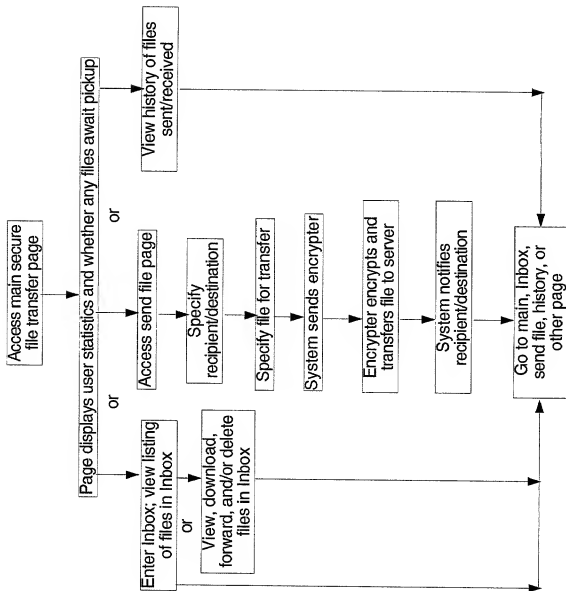 Access main secure
file transfer page
Page displays user statistics and whether any files await pickup
or
or
Enter Inbox; view listing
of files in Inbox
or
View, download,
forward, and/or delete
files in Inbox
Access send file page
Specify
recipient/destination
Specify file for transfer
System sends encrypter
Encrypter encrypts and
transfers file to server
System notifies
recipient/destination
View history of files
sent/received
Go to main, Inbox,
send file, history, or
other page